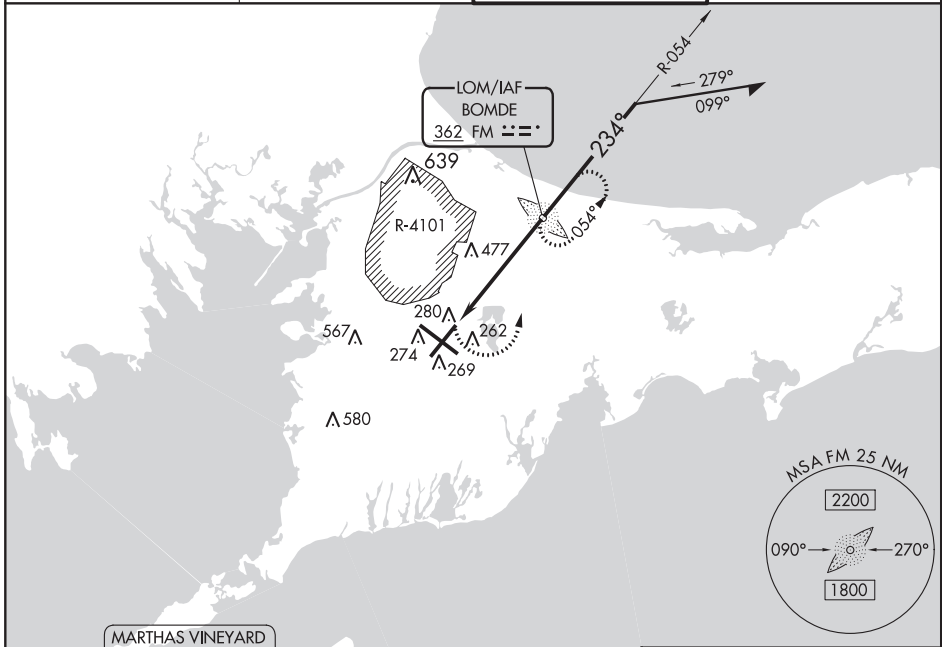 R-054
279°
099°
LOM/IAF
BOMDE
362 FM
234°
639
R-4101
054°
477
280
567
262
274
269
580
MSA FM 25 NM
2200
090°
270°
1800
MARTHAS VINEYARD